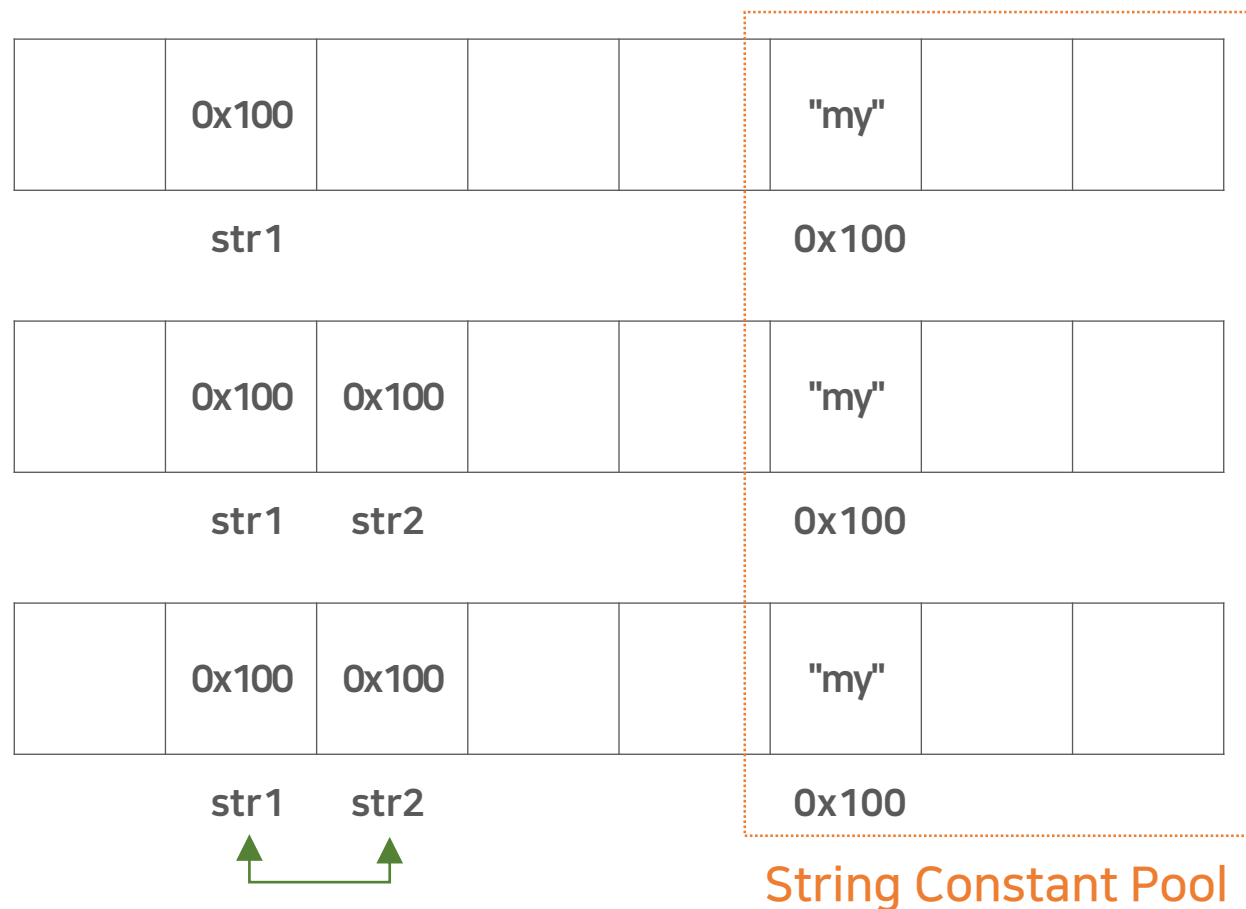 0x100 "my"
str1 0x100
0x100 0x100 "my"
str1 str2 0x100
0x100 0x100 "my"
str1 str2 0x100
String Constant Pool